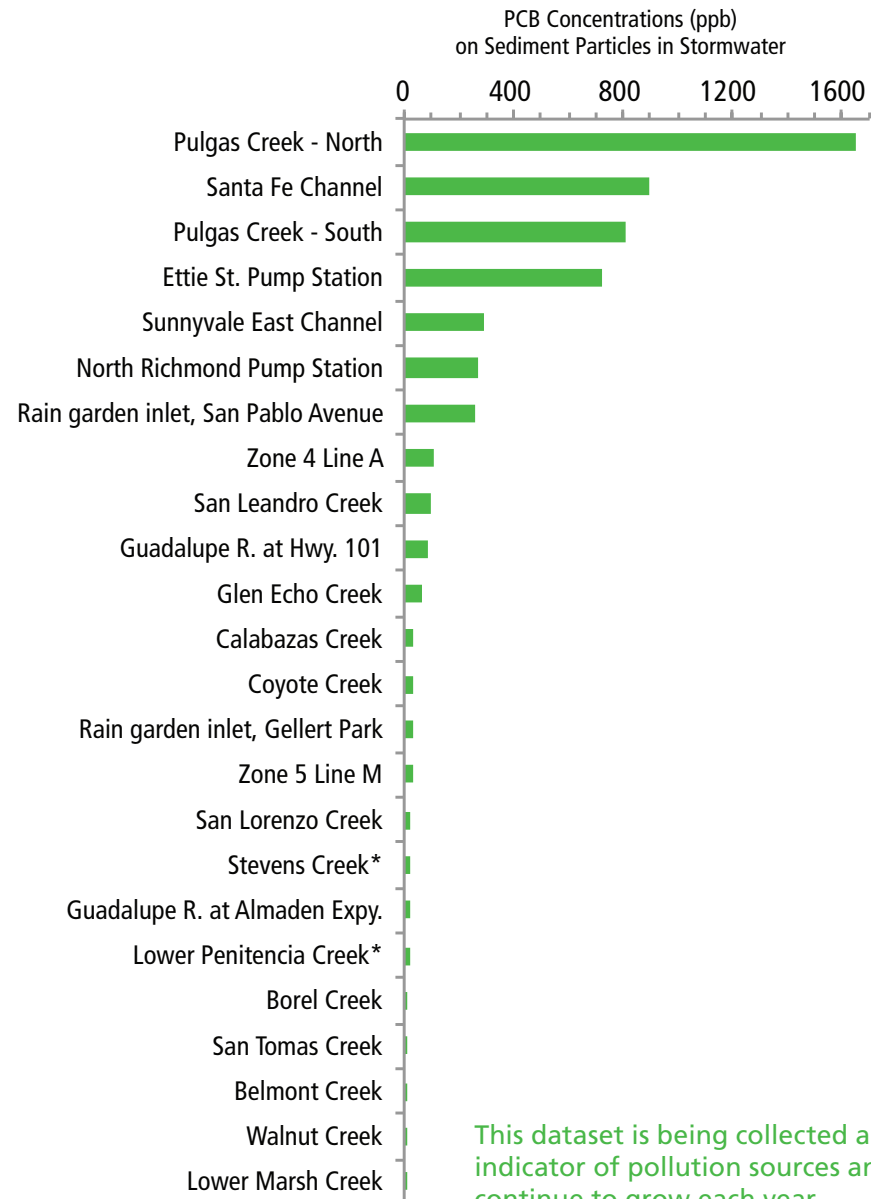 PCB Concentrations (ppb)
on Sediment Particles in Stormwater
0 400 800 1200 1600
Pulgas Creek - North
Santa Fe Channel
Pulgas Creek - South
Ettie St. Pump Station
Sunnyvale East Channel
North Richmond Pump Station
Rain garden inlet, San Pablo Avenue
Zone 4 Line A
San Leandro Creek
Guadalupe R. at Hwy. 101
Glen Echo Creek
Calabazas Creek
Coyote Creek
Rain garden inlet, Gellert Park
Zone 5 Line M
San Lorenzo Creek
Stevens Creek*
Guadalupe R. at Almaden Expy.
Lower Penitencia Creek*
Borel Creek
San Tomas Creek
Belmont Creek
Walnut Creek
Lower Marsh Creek
This dataset is being collected a
indicator of pollution sources
continue to grow each year